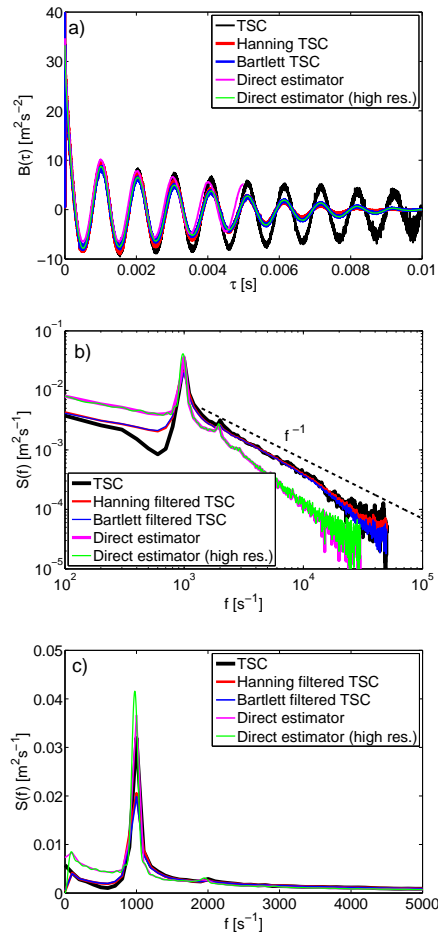 a)
TSC
Hanning TSC
Bartlett TSC
Direct estimator
Direct estimator (high res.)
40
30
20
10
0
−10
B(τ) [m²s⁻²]
0 0.002 0.004 0.006 0.008 0.01
τ [s]
b)
f⁻¹
10⁻¹
10⁻²
10⁻³
10⁻⁴
10⁻⁵
S(f) [m²s⁻¹]
TSC
Hanning filtered TSC
Bartlett filtered TSC
Direct estimator
Direct estimator (high res.)
10² 10³ 10⁴ 10⁵
f [s⁻¹]
c)
TSC
Hanning filtered TSC
Bartlett filtered TSC
Direct estimator
Direct estimator (high res.)
0.05
0.04
0.03
0.02
0.01
0
S(f) [m²s⁻¹]
0 1000 2000 3000 4000 5000
f [s⁻¹]